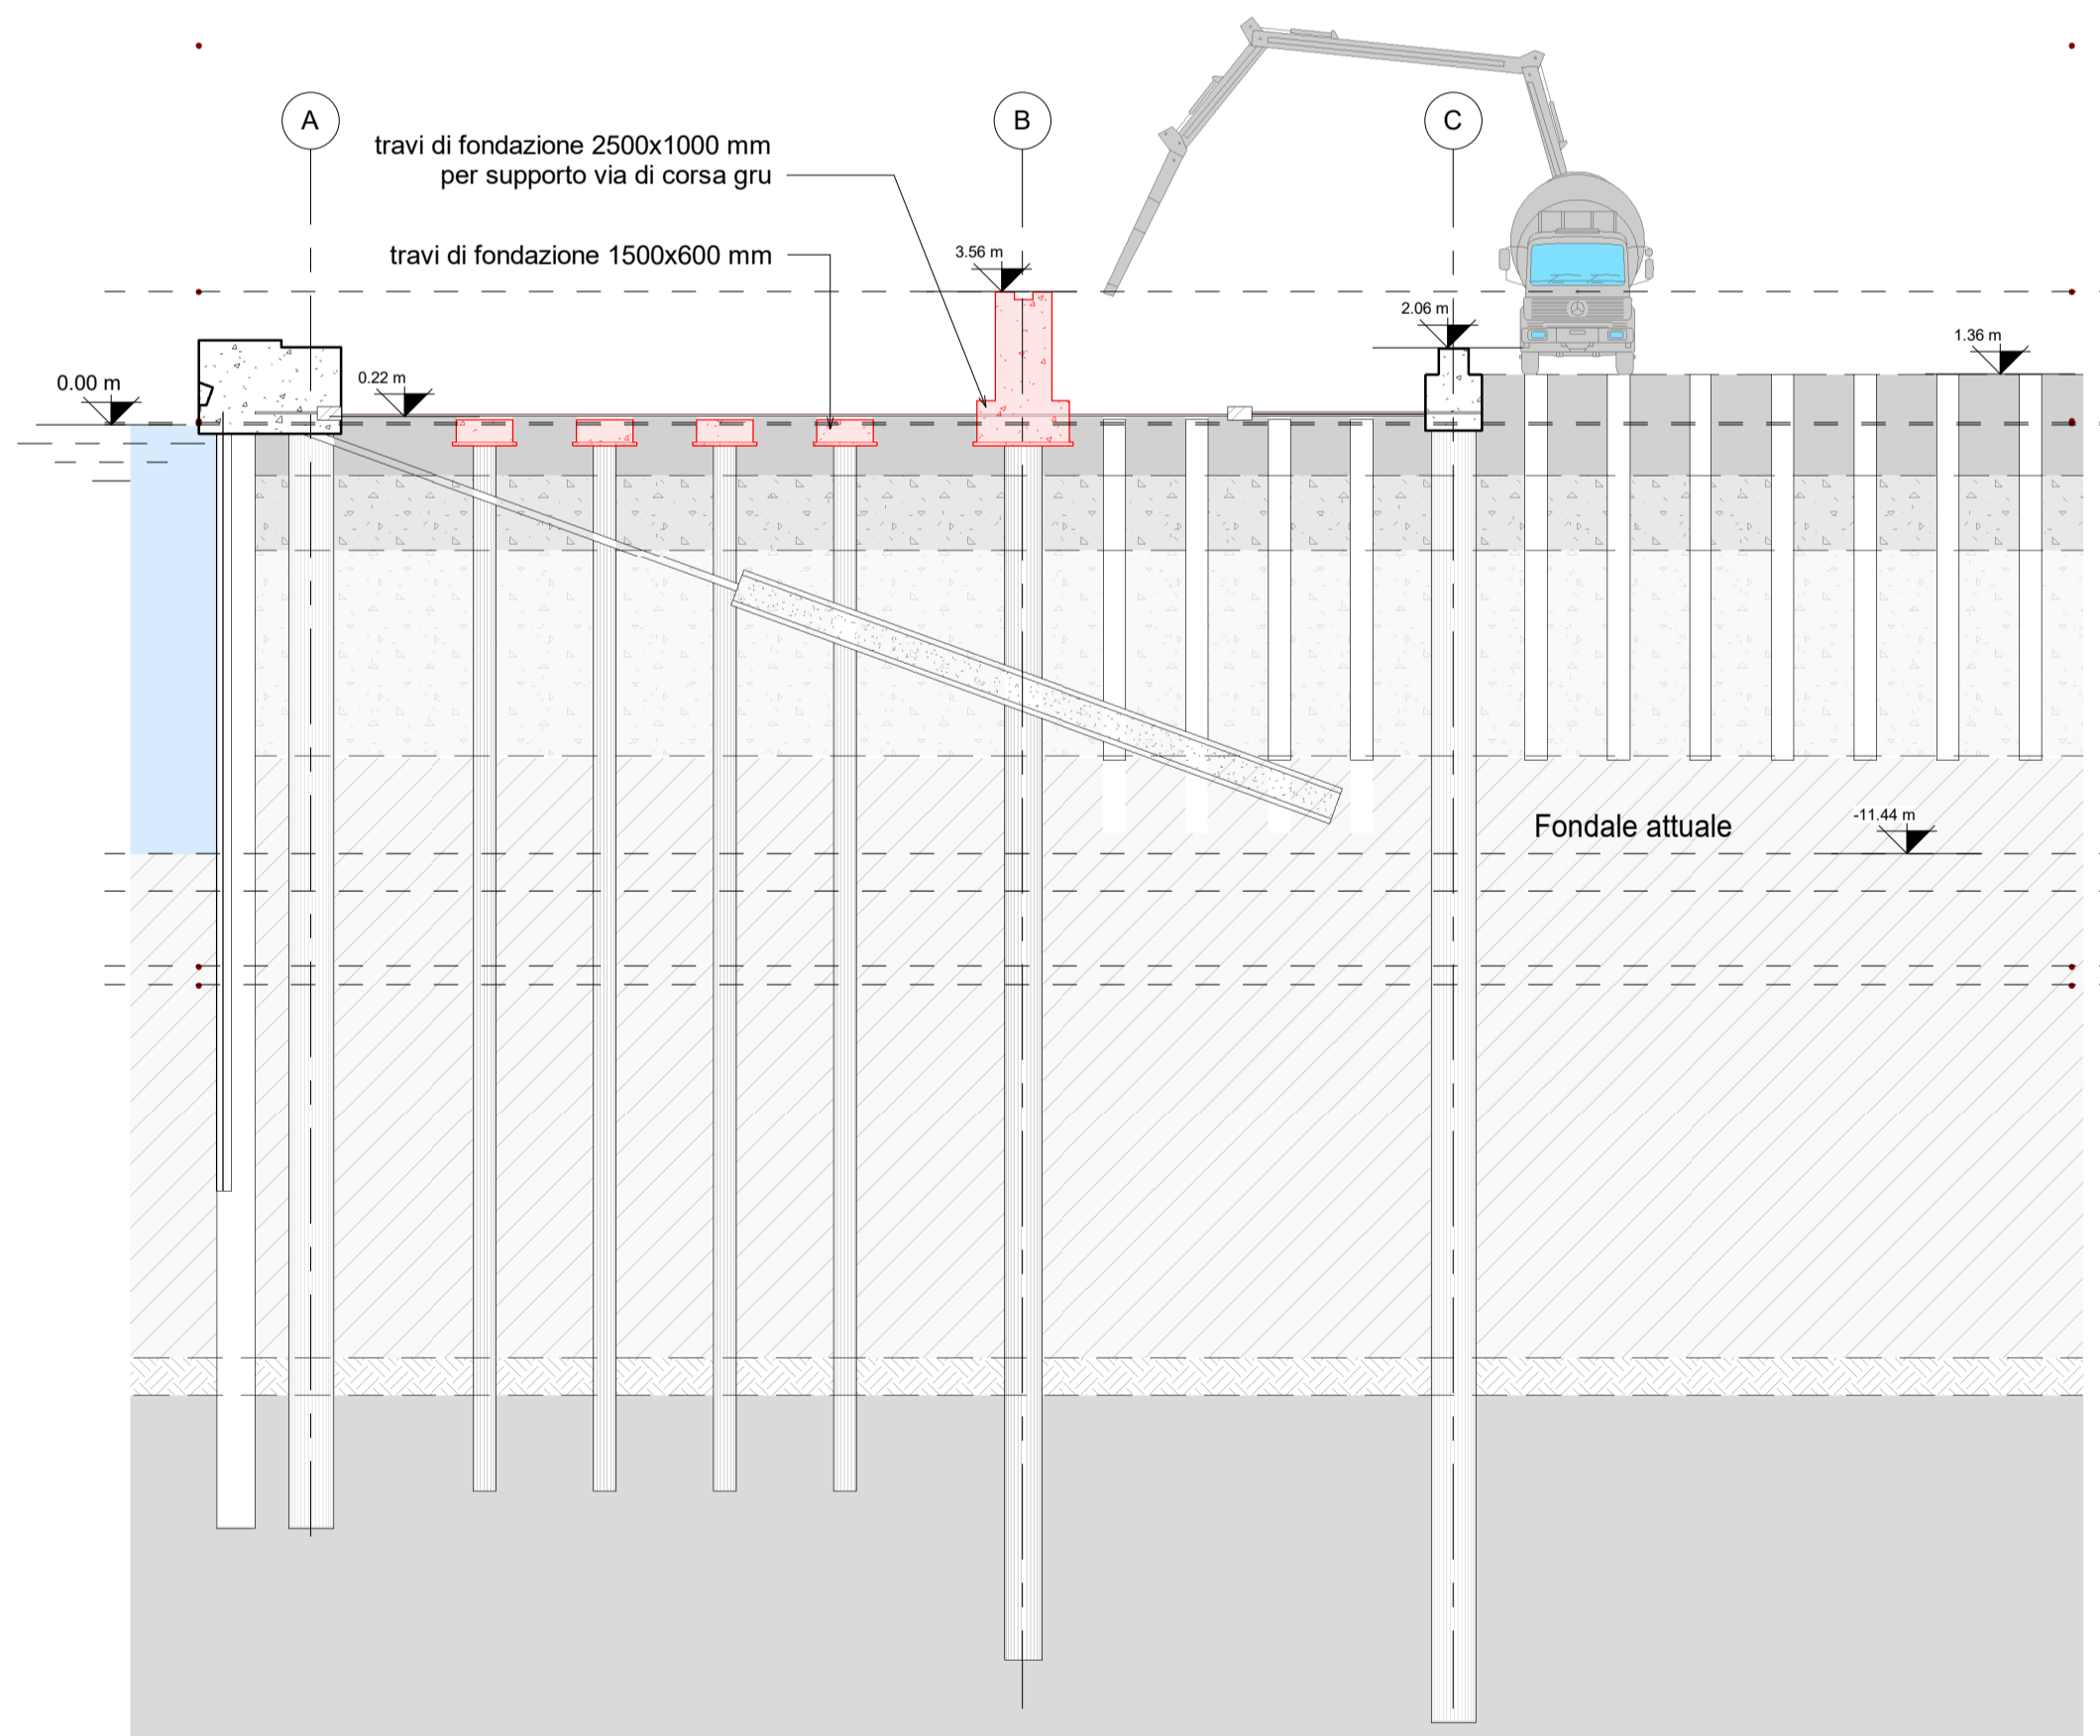 A
B
C
travi di fondazione 2500x1000 mm
per supporto via di corsa gru
travi di fondazione 1500x600 mm
3.56 m
2.06 m
1.36 m
0.00 m
0.22 m
Fondale attuale
-11.44 m